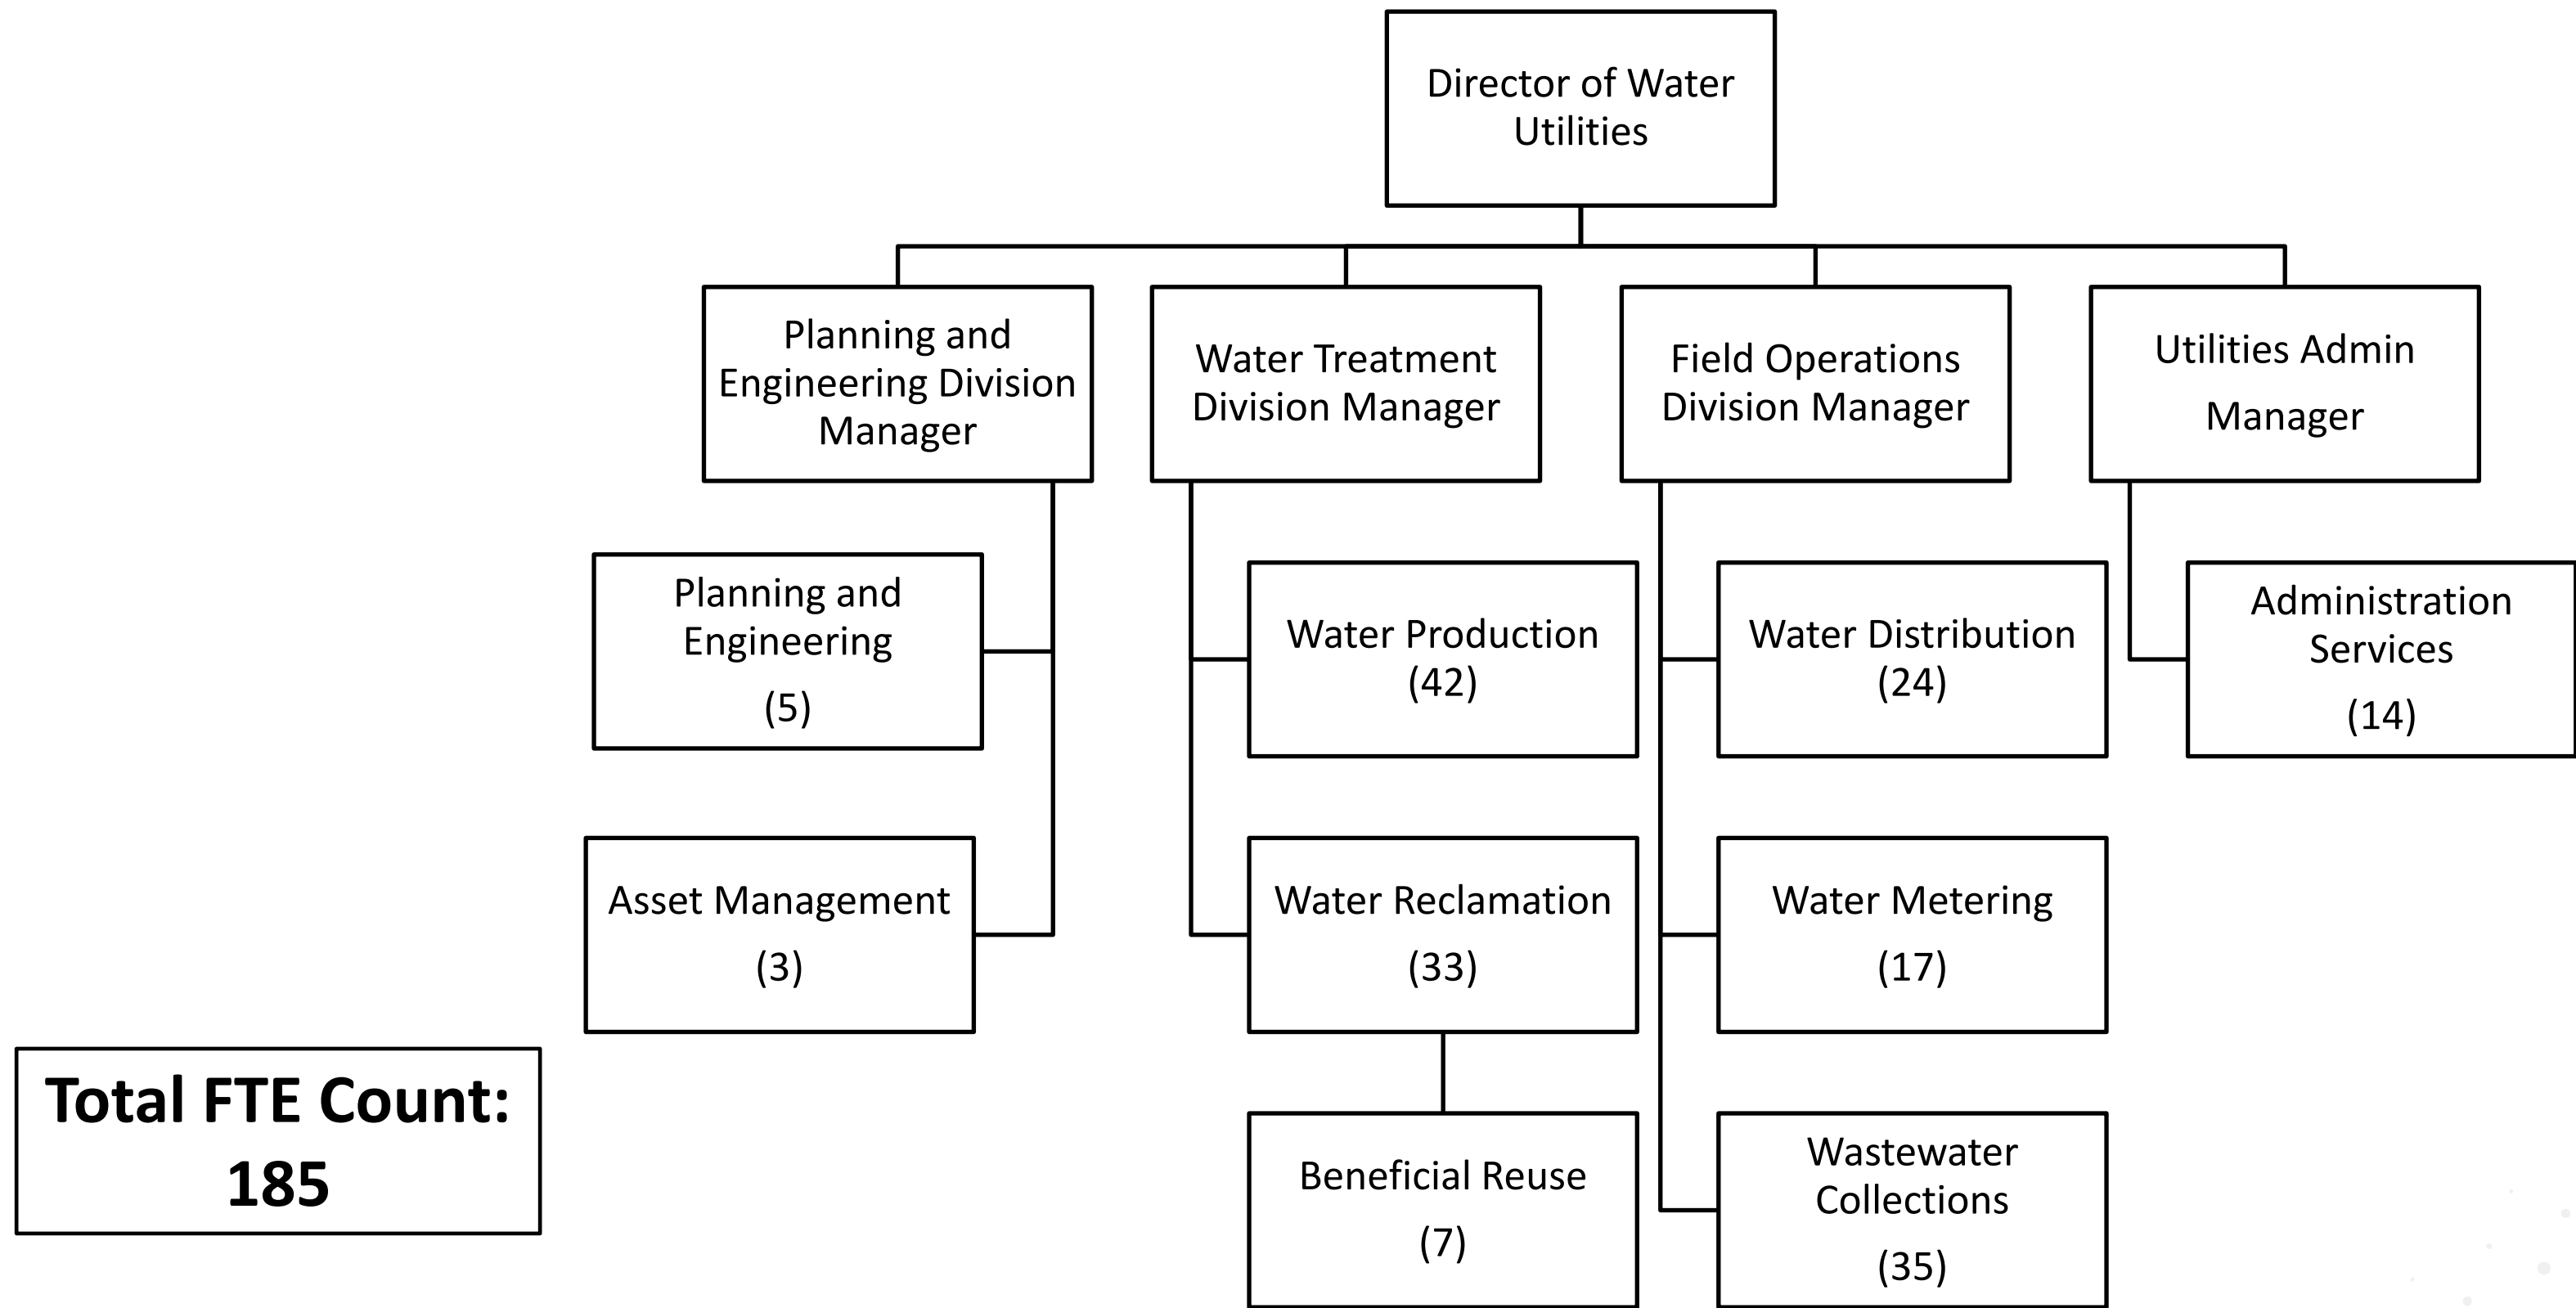 Director of Water
Utilities
Planning and
Engineering Division
Manager
Water Treatment
Division Manager
Field Operations
Division Manager
Utilities Admin
Manager
Planning and
Engineering
(5)
Water Production
(42)
Water Distribution
(24)
Administration
Services
(14)
Asset Management
(3)
Water Reclamation
(33)
Water Metering
(17)
Total FTE Count:
185
Beneficial Reuse
(7)
Wastewater
Collections
(35)